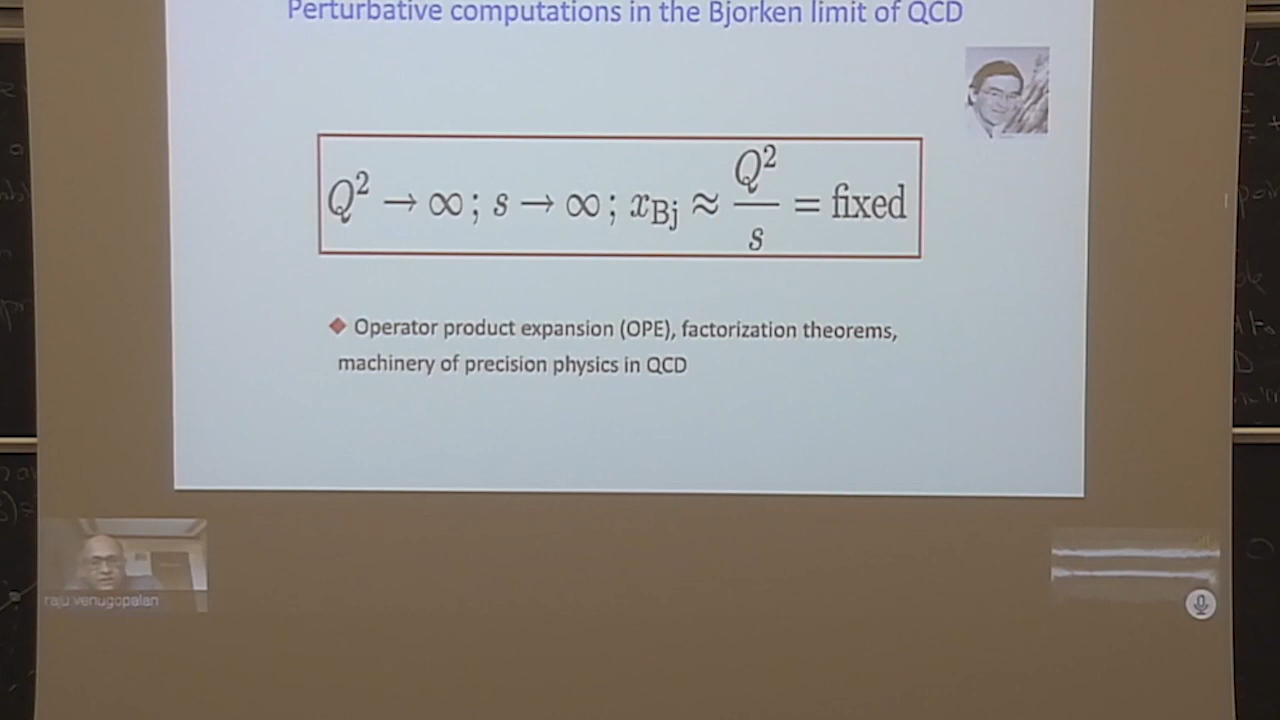 Perturbative computations in the Bjorken limit of QCD
Q² → ∞; s → ∞; x_Bj ≈ Q²/s = fixed
Operator product expansion (OPE), factorization theorems,
machinery of precision physics in QCD
raju venugopalan